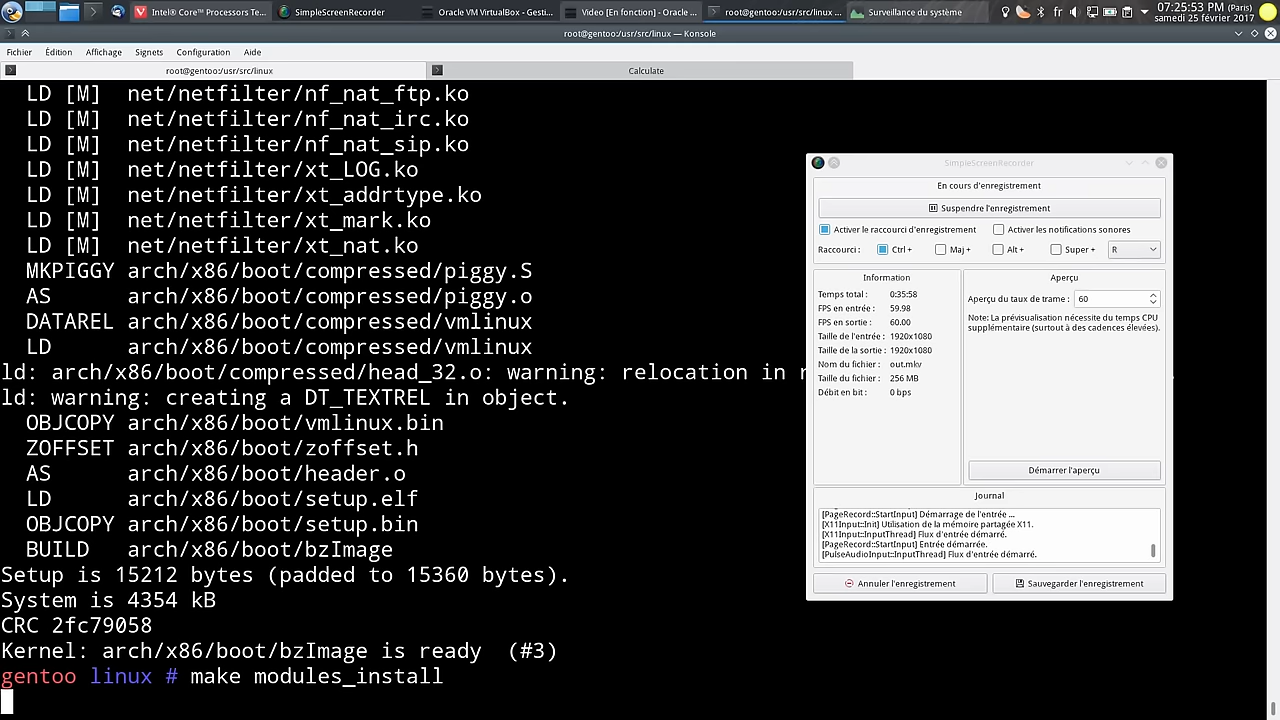 Intel® Core™ Processors Te...
SimpleScreenRecorder
Oracle VM VirtualBox – Gesti...
Video [En fonction] – Oracle ...
root@gentoo:/usr/src/linux ...
Surveillance du système
fr
07:25:53 PM (Paris)
samedi 25 février 2017
root@gentoo:/usr/src/linux — Konsole
Fichier Édition Affichage Signets Configuration Aide
root@gentoo:/usr/src/linux
Calculate
LD [M] net/netfilter/nf_nat_ftp.ko
LD [M] net/netfilter/nf_nat_irc.ko
LD [M] net/netfilter/nf_nat_sip.ko
LD [M] net/netfilter/xt_LOG.ko
LD [M] net/netfilter/xt_addrtype.ko
LD [M] net/netfilter/xt_mark.ko
LD [M] net/netfilter/xt_nat.ko
MKPIGGY arch/x86/boot/compressed/piggy.S
AS arch/x86/boot/compressed/piggy.o
DATAREL arch/x86/boot/compressed/vmlinux
LD arch/x86/boot/compressed/vmlinux
ld: arch/x86/boot/compressed/head_32.o: warning: relocation in
ld: warning: creating a DT_TEXTREL in object.
OBJCOPY arch/x86/boot/vmlinux.bin
ZOFFSET arch/x86/boot/zoffset.h
AS arch/x86/boot/header.o
LD arch/x86/boot/setup.elf
OBJCOPY arch/x86/boot/setup.bin
BUILD arch/x86/boot/bzImage
Setup is 15212 bytes (padded to 15360 bytes).
System is 4354 kB
CRC 2fc79058
Kernel: arch/x86/boot/bzImage is ready (#3)
gentoo linux # make modules_install
SimpleScreenRecorder
En cours d'enregistrement
Suspendre l'enregistrement
Activer le raccourci d'enregistrement
Activer les notifications sonores
Raccourci : Ctrl + Maj + Alt + Super + R
Information
Temps total : 0:35:58
FPS en entrée : 59.98
FPS en sortie : 60.00
Taille de l'entrée : 1920x1080
Taille de la sortie : 1920x1080
Nom du fichier : out.mkv
Taille du fichier : 256 MB
Débit en bit : 0 bps
Aperçu
Aperçu du taux de trame : 60
Note: La prévisualisation nécessite du temps CPU
supplémentaire (surtout à des cadences élevées).
Démarrer l'aperçu
Journal
[PageRecord::StartInput] Démarrage de l'entrée ...
[X11Input::Init] Utilisation de la mémoire partagée X11.
[X11Input::InputThread] Flux d'entrée démarré.
[PageRecord::StartInput] Entrée démarrée.
[PulseAudioInput::InputThread] Flux d'entrée démarré.
Annuler l'enregistrement
Sauvegarder l'enregistrement